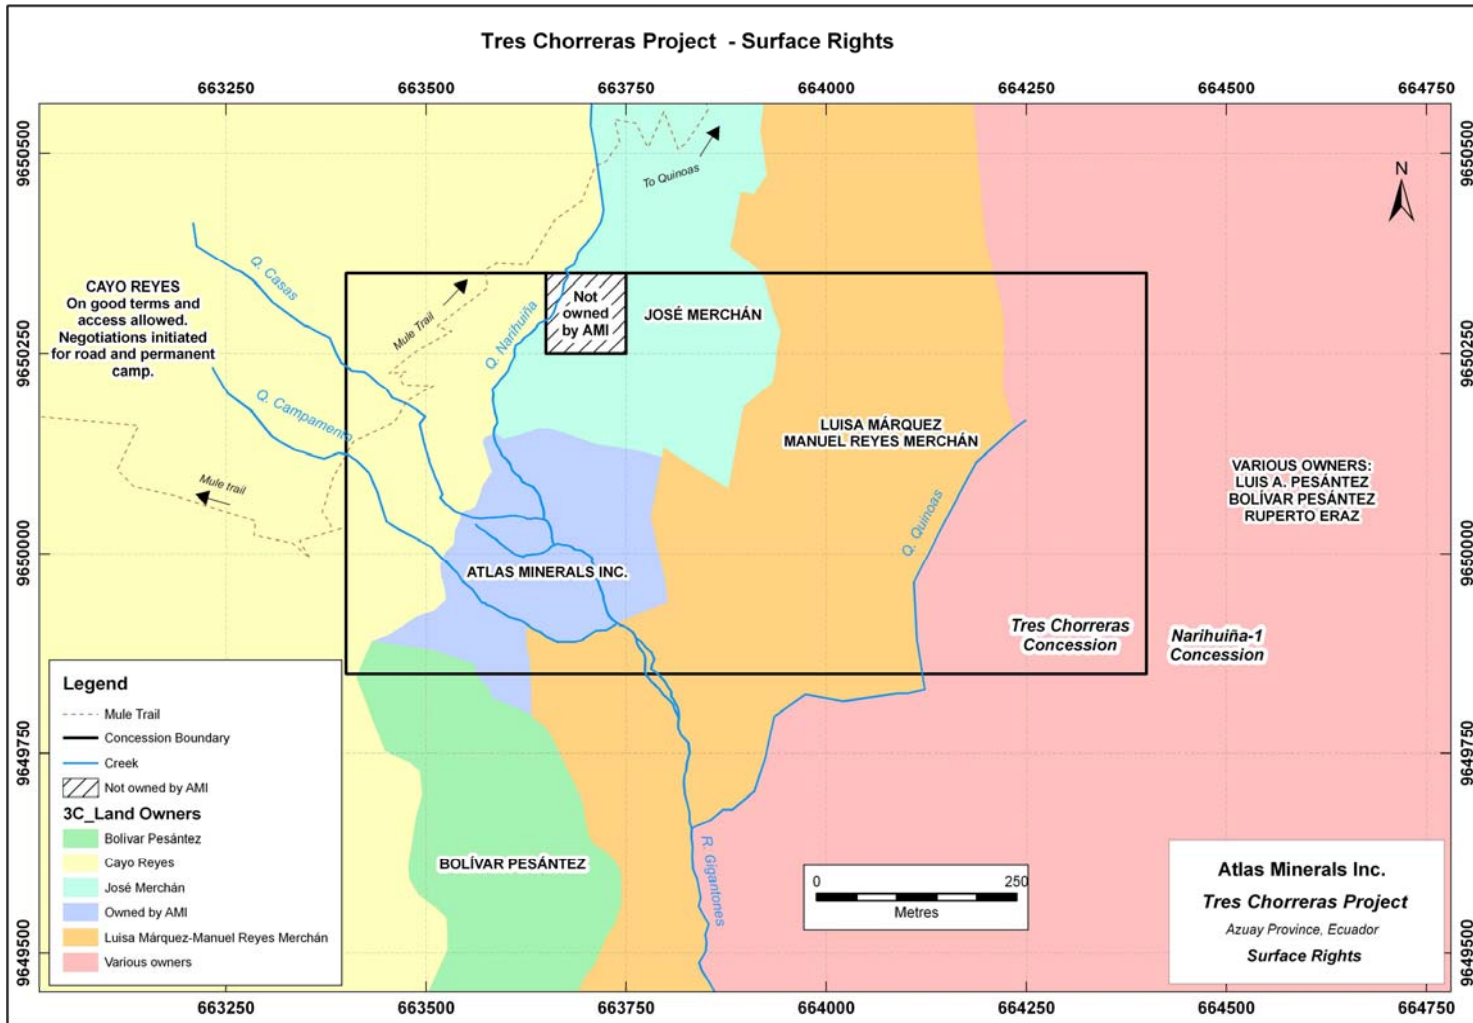 Tres Chorreras Project - Surface Rights
663250
663500
663750
664000
664250
664500
664750
9650500
9650500
To Quinoas
N
Q. Casas
CAYO REYES
On good terms and
access allowed.
Negotiations initiated
for road and permanent
camp.
Mule Trail
Q. Narihuiña
Not
owned
by AMI
JOSÉ MERCHÁN
9650250
9650250
Q. Campamento
LUISA MÁRQUEZ
MANUEL REYES MERCHÁN
Mule trail
VARIOUS OWNERS:
LUIS A. PESÁNTEZ
BOLÍVAR PESÁNTEZ
RUPERTO ERAZ
Q. Quinoas
9650000
9650000
ATLAS MINERALS INC.
Tres Chorreras
Concession
Narihuiña-1
Concession
Legend
Mule Trail
Concession Boundary
Creek
Not owned by AMI
3C_Land Owners
Bolívar Pesántez
Cayo Reyes
José Merchán
Owned by AMI
Luisa Márquez-Manuel Reyes Merchán
Various owners
9649750
9649750
BOLÍVAR PESÁNTEZ
R. Gigantones
0
250
Metres
Atlas Minerals Inc.
Tres Chorreras Project
Azuay Province, Ecuador
Surface Rights
9649500
9649500
663250
663500
663750
664000
664250
664500
664750